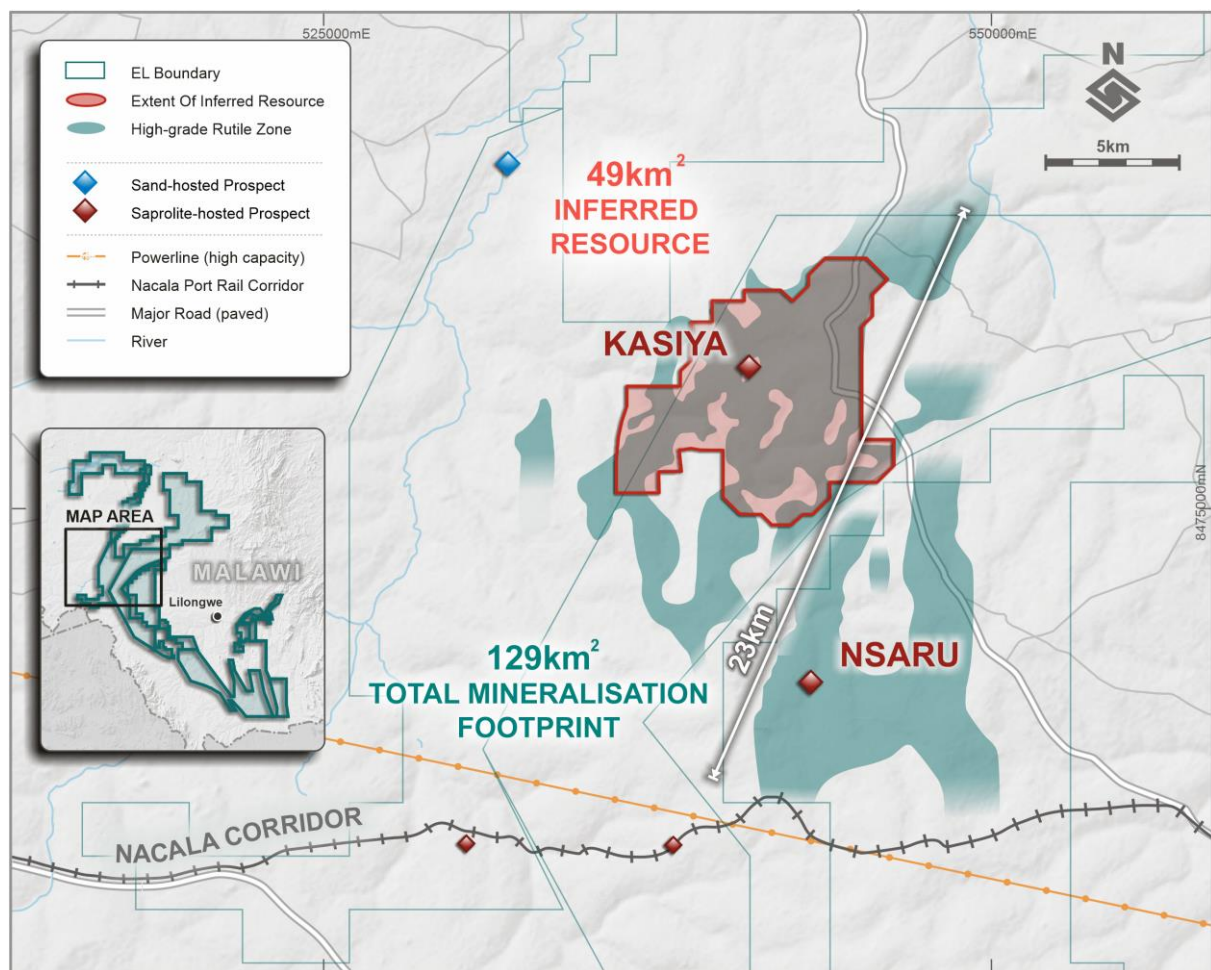 525000mE
550000mE
EL Boundary
Extent Of Inferred Resource
High-grade Rutile Zone
Sand-hosted Prospect
Saprolite-hosted Prospect
Powerline (high capacity)
Nacala Port Rail Corridor
Major Road (paved)
River
N
5km
49km²
INFERRED
RESOURCE
KASIYA
8475000mN
MAP AREA
MALAWI
Lilongwe
23km
NSARU
129km²
TOTAL MINERALISATION
FOOTPRINT
NACALA CORRIDOR